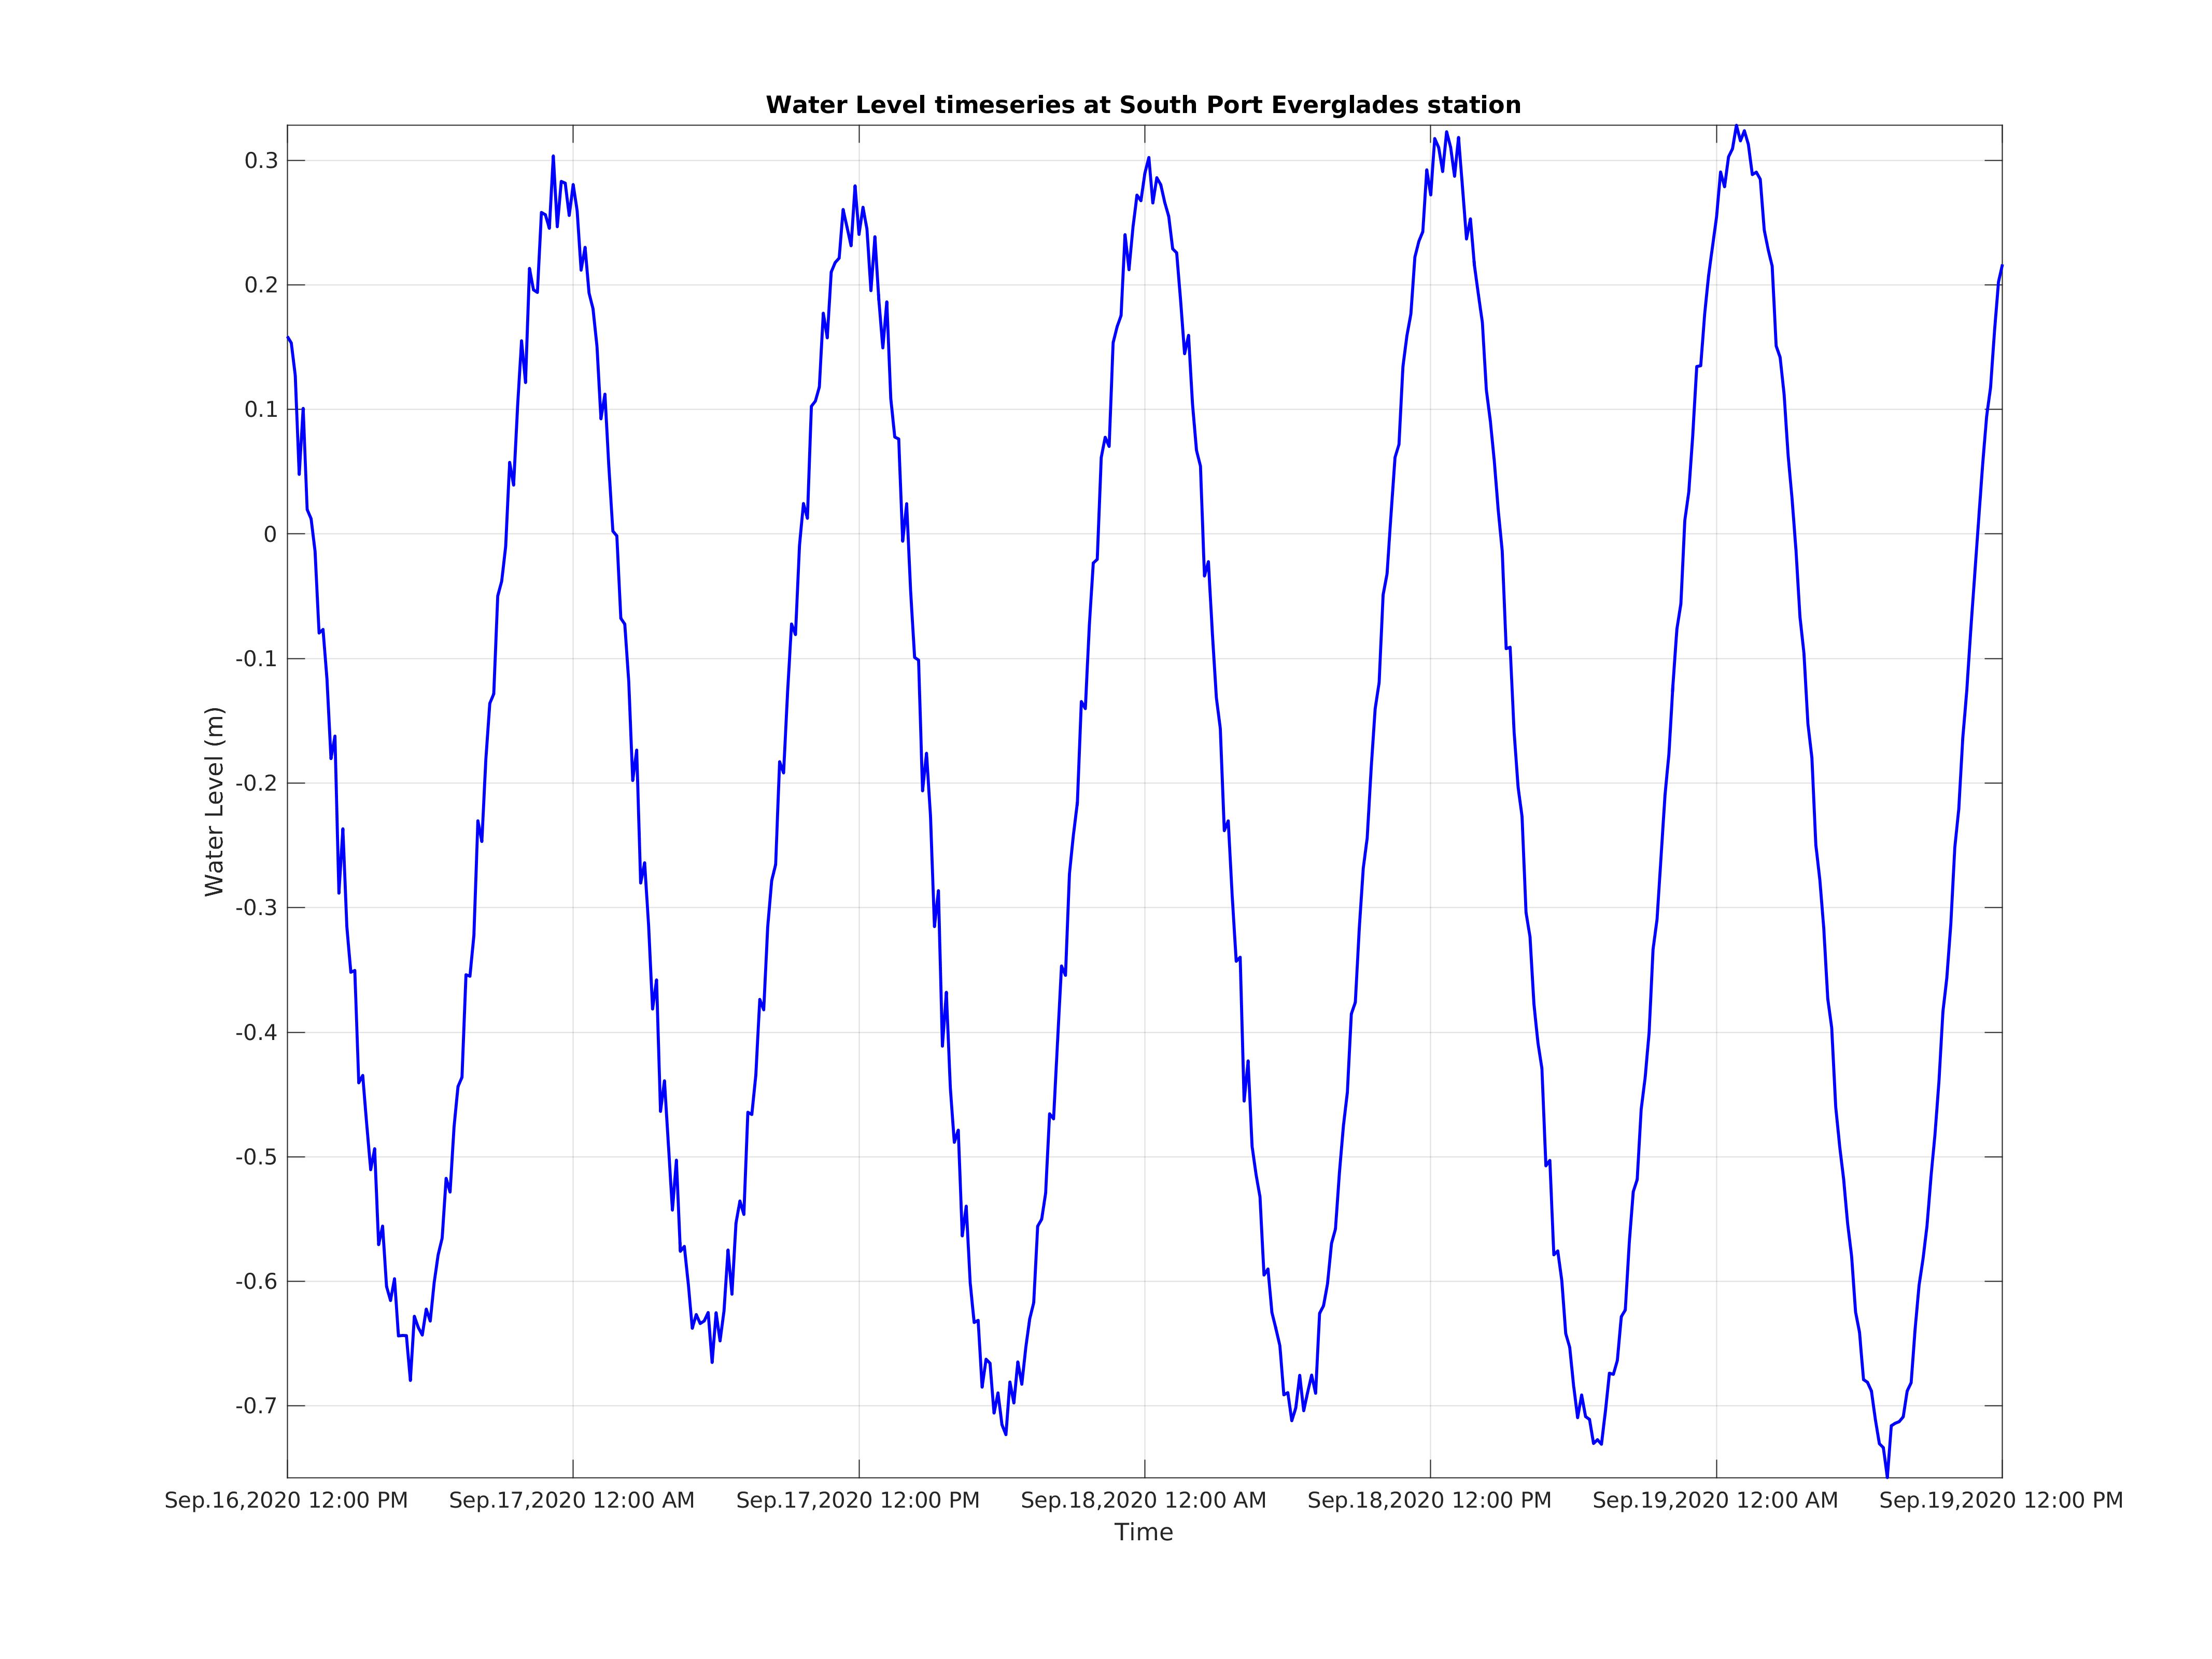 Water Level timeseries at South Port Everglades station
0.3
0.2
0.1
0
-0.1
-0.2
-0.3
-0.4
-0.5
-0.6
-0.7
Water Level (m)
Sep.16,2020 12:00 PM Sep.17,2020 12:00 AM Sep.17,2020 12:00 PM Sep.18,2020 12:00 AM Sep.18,2020 12:00 PM Sep.19,2020 12:00 AM Sep.19,2020 12:00 PM
Time